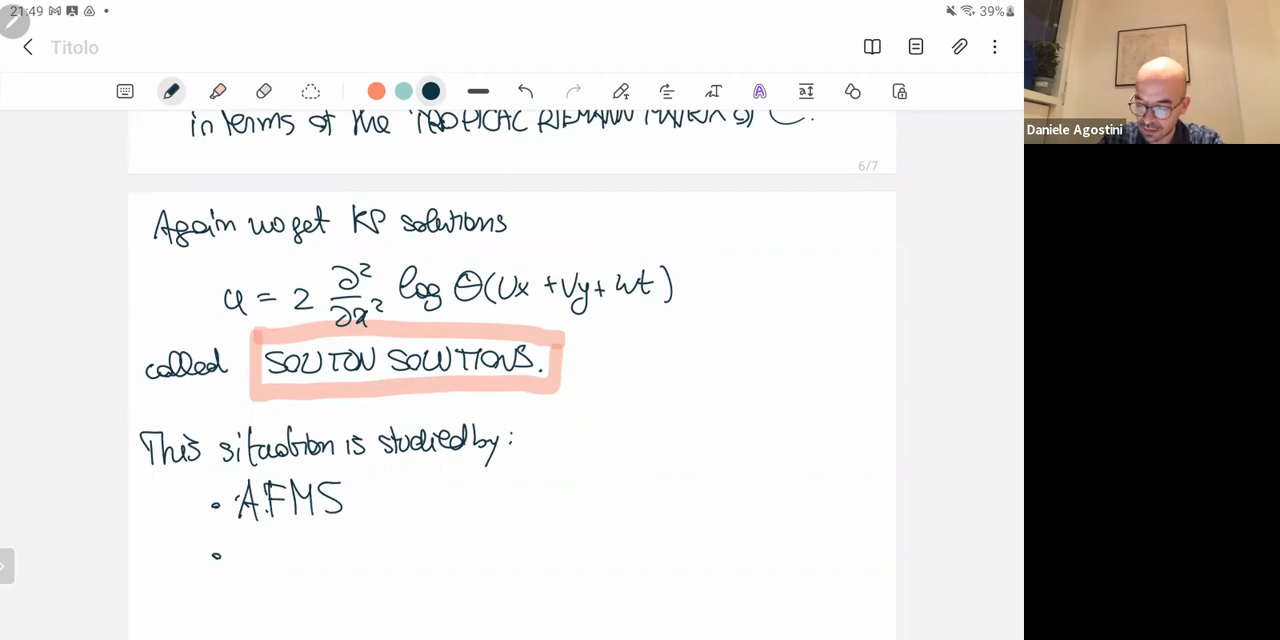 21:49
39%
Titolo
Daniele Agostini
in terms of the TROPICAL RIEMANN MATRIX of C.
6/7
Again we get KP solutions
u = 2 ∂²/∂x² log Θ(Ux + Vy + Wt)
called SOLITON SOLUTIONS.
This situation is studied by:
• AFMS
•